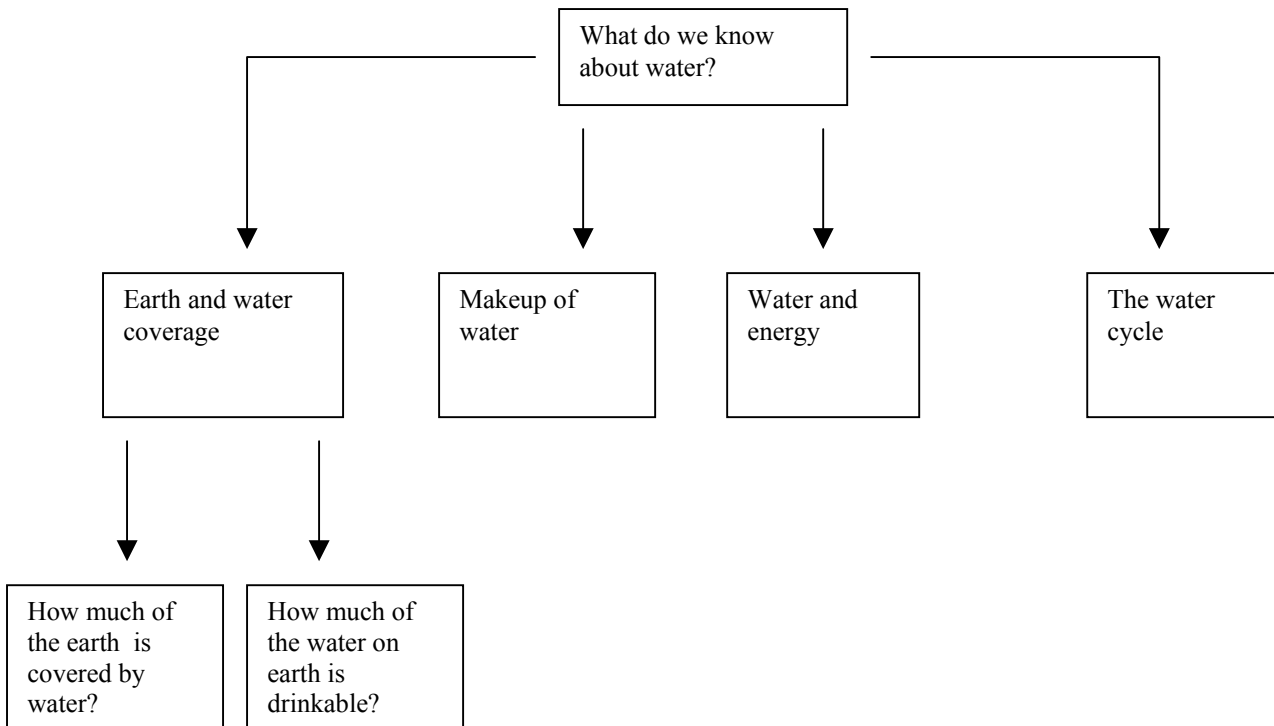 What do we know
about water?
Earth and water
coverage
Makeup of
water
Water and
energy
The water
cycle
How much of
the earth  is
covered by
water?
How much of
the water on
earth is
drinkable?